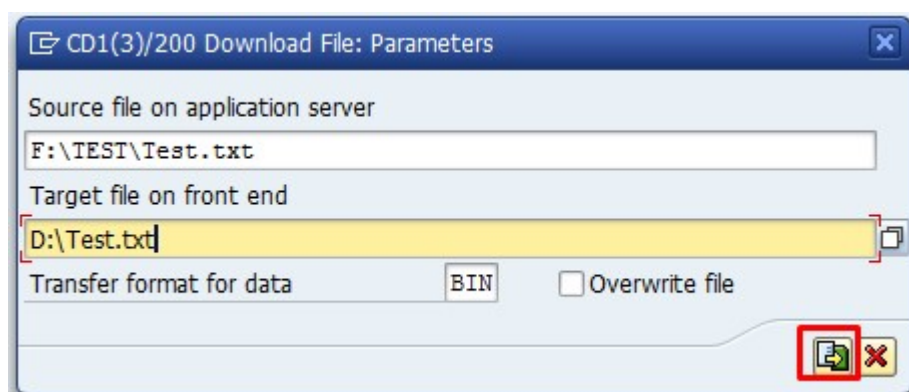 CD1(3)/200 Download File: Parameters
Source file on application server
F:\TEST\Test.txt
Target file on front end
D:\Test.txt
Transfer format for data BIN Overwrite file